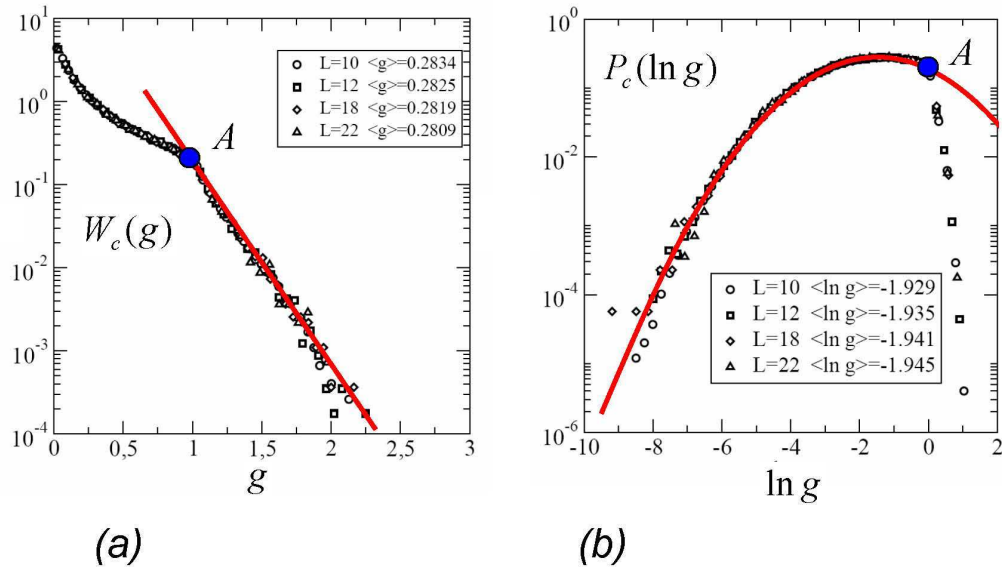 10^1
10^0
10^-1
10^-2
10^-3
10^-4
0
0,5
1
1,5
2
2,5
3
L=10 <g>=0.2834
L=12 <g>=0.2825
L=18 <g>=0.2819
L=22 <g>=0.2809
A
W_c(g)
g
(a)
10^0
10^-2
10^-4
10^-6
-10
-8
-6
-4
-2
0
2
P_c(ln g)
A
L=10 <ln g>=-1.929
L=12 <ln g>=-1.935
L=18 <ln g>=-1.941
L=22 <ln g>=-1.945
ln g
(b)